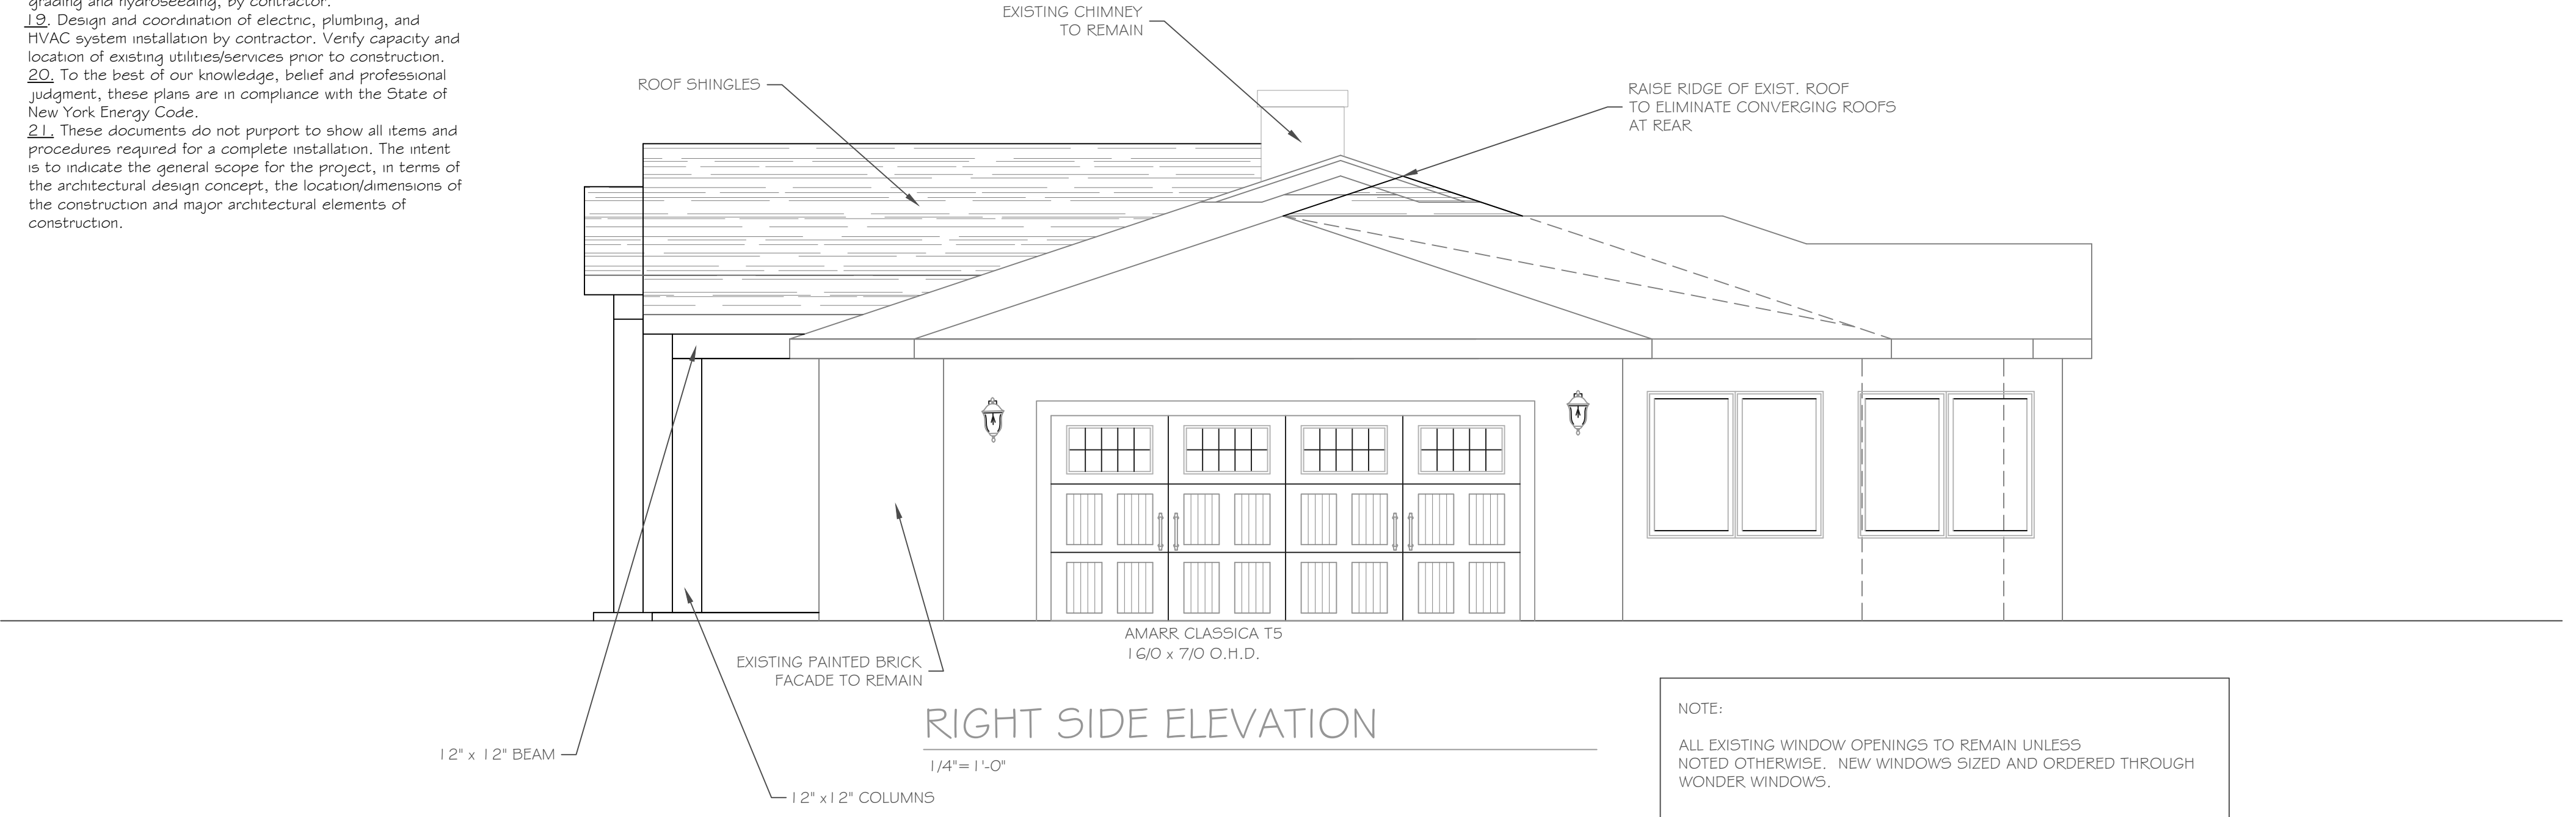 grading and hydroseeding, by contractor.
19. Design and coordination of electric, plumbing, and
HVAC system installation by contractor. Verify capacity and
location of existing utilities/services prior to construction.
20. To the best of our knowledge, belief and professional
judgment, these plans are in compliance with the State of
New York Energy Code.
21. These documents do not purport to show all items and
procedures required for a complete installation. The intent
is to indicate the general scope for the project, in terms of
the architectural design concept, the location/dimensions of
the construction and major architectural elements of
construction.
EXISTING CHIMNEY
TO REMAIN
ROOF SHINGLES
RAISE RIDGE OF EXIST. ROOF
TO ELIMINATE CONVERGING ROOFS
AT REAR
AMARR CLASSICA T5
16/0 x 7/0 O.H.D.
EXISTING PAINTED BRICK
FACADE TO REMAIN
12" x 12" BEAM
12" x12" COLUMNS
RIGHT SIDE ELEVATION
1/4"=1'-0"
NOTE:
ALL EXISTING WINDOW OPENINGS TO REMAIN UNLESS
NOTED OTHERWISE. NEW WINDOWS SIZED AND ORDERED THROUGH
WONDER WINDOWS.